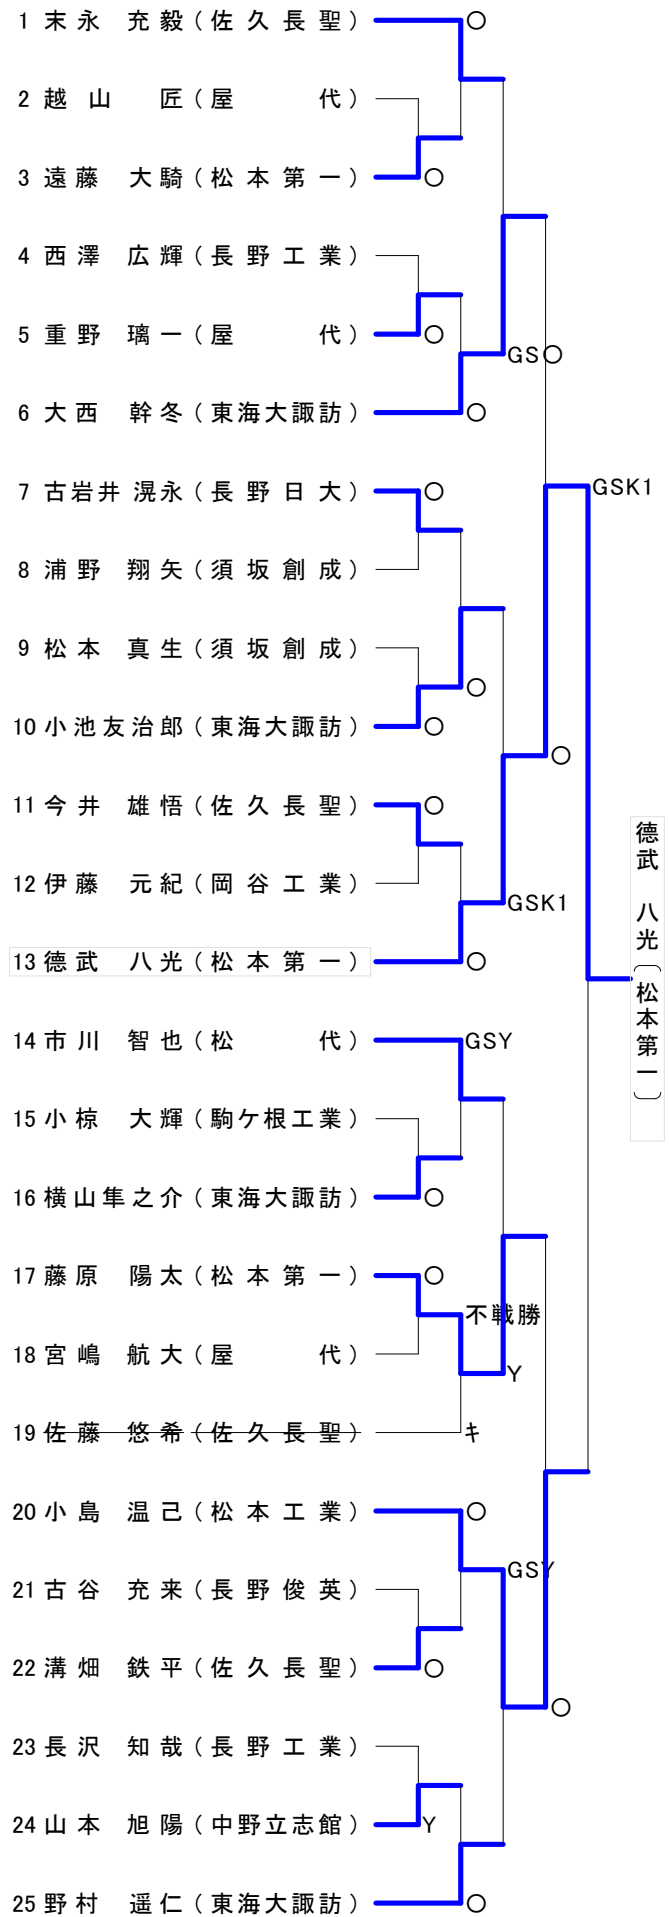 1 末永 充毅(佐久長聖) ○
2 越山 匠(屋代)
3 遠藤 大騎(松本第一) ○
4 西澤 広輝(長野工業)
5 重野 璃一(屋代) ○
GS○
6 大西 幹冬(東海大諏訪) ○
7 古岩井 滉永(長野日大) ○
GSK1
8 浦野 翔矢(須坂創成)
9 松本 真生(須坂創成)
○
10 小池友治郎(東海大諏訪) ○
○
11 今井 雄悟(佐久長聖) ○
12 伊藤 元紀(岡谷工業)
GSK1
13 德武 八光(松本第一) ○
德武 八光(松本第一)
14 市川 智也(松代) GSY
15 小椋 大輝(駒ケ根工業)
16 横山隼之介(東海大諏訪) ○
17 藤原 陽太(松本第一) ○
不戦勝
18 宮嶋 航大(屋代)
Y
19 佐藤 悠希(佐久長聖) キ
20 小島 温己(松本工業) ○
GSY
21 古谷 充来(長野俊英)
22 溝畑 鉄平(佐久長聖) ○
○
23 長沢 知哉(長野工業)
24 山本 旭陽(中野立志館) Y
25 野村 遥仁(東海大諏訪) ○